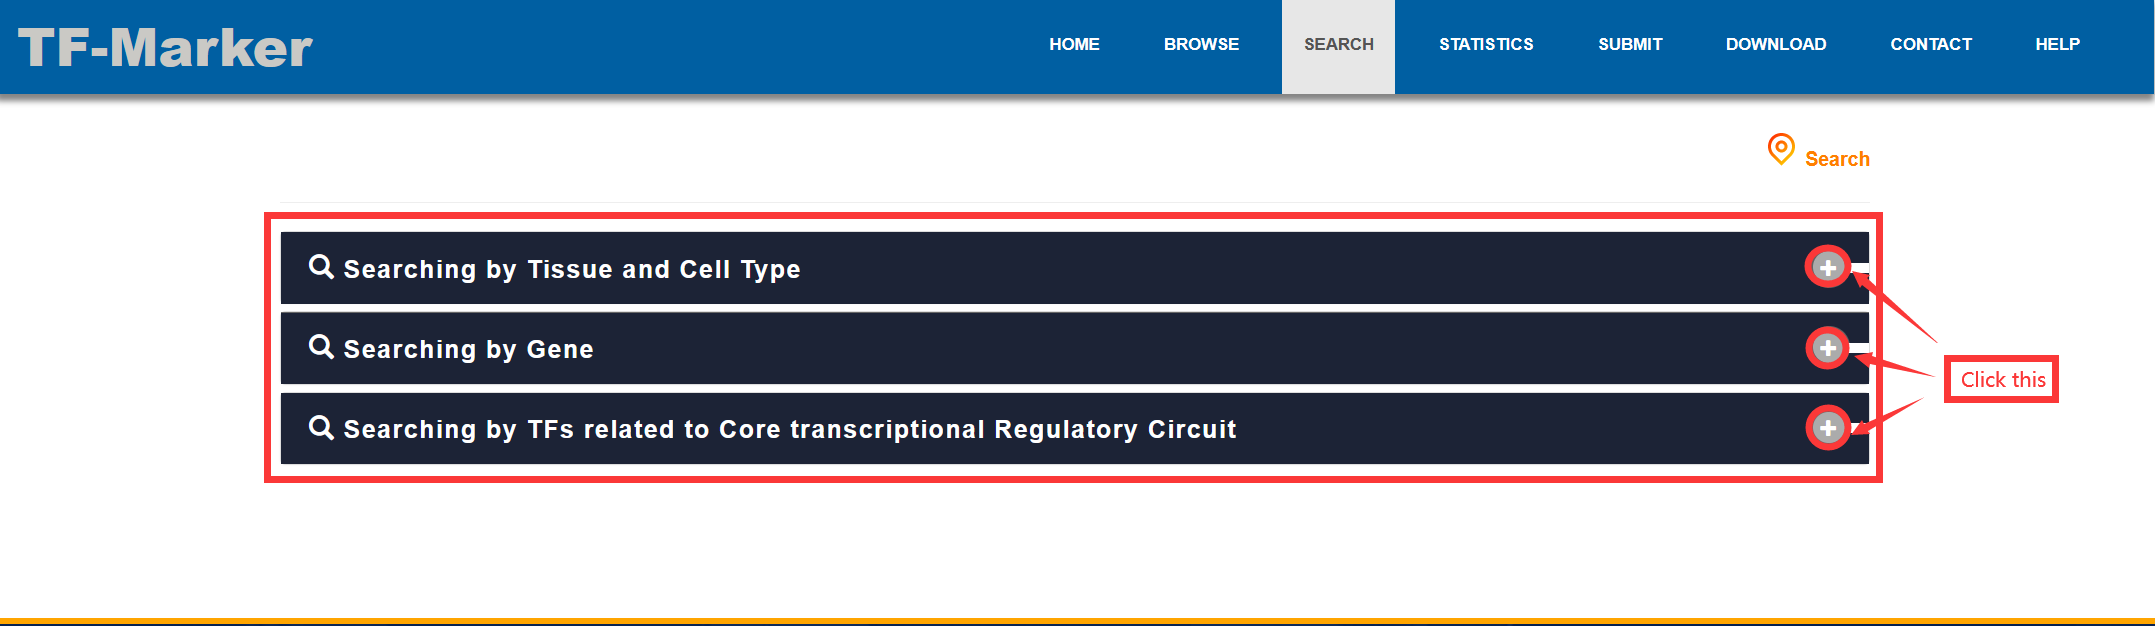 TF-Marker
HOME BROWSE SEARCH STATISTICS SUBMIT DOWNLOAD CONTACT HELP
Search
Searching by Tissue and Cell Type
Searching by Gene
Click this
Searching by TFs related to Core transcriptional Regulatory Circuit